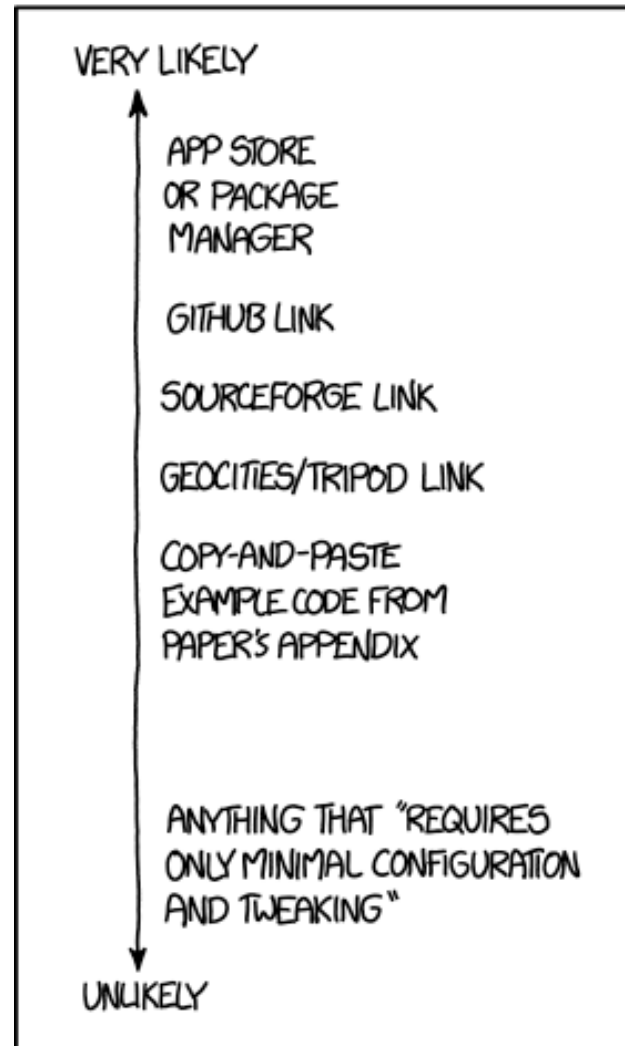 VERY LIKELY
APP STORE
OR PACKAGE
MANAGER
GITHUB LINK
SOURCEFORGE LINK
GEOCITIES/TRIPOD LINK
COPY-AND-PASTE
EXAMPLE CODE FROM
PAPER'S APPENDIX
ANYTHING THAT "REQUIRES
ONLY MINIMAL CONFIGURATION
AND TWEAKING"
UNLIKELY